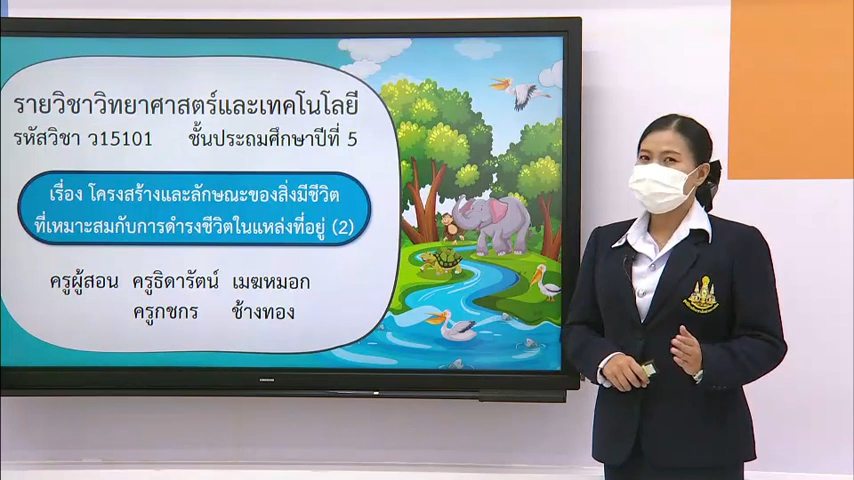 รายวิชาวิทยาศาสตร์และเทคโนโลยี
รหัสวิชา ว15101 ชั้นประถมศึกษาปีที่ 5
เรื่อง โครงสร้างและลักษณะของสิ่งมีชีวิต
ที่เหมาะสมกับการดำรงชีวิตในแหล่งที่อยู่ (2)
ครูผู้สอน ครูธิดารัตน์ เมฆหมอก
ครูกชกร ช้างทอง